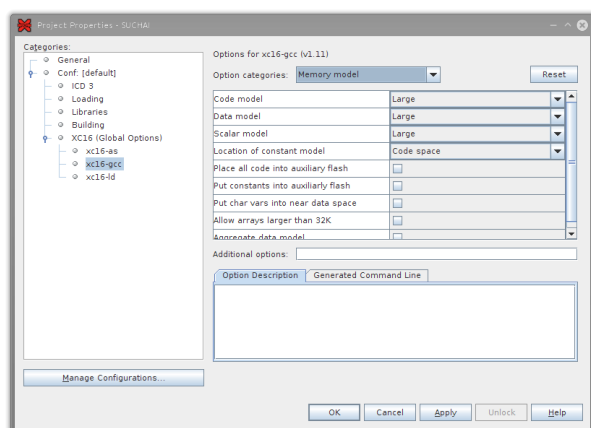 Project Properties - SUCHAI
Categories:
General
Conf: [default]
ICD 3
Loading
Libraries
Building
XC16 (Global Options)
xc16-as
xc16-gcc
xc16-ld
Manage Configurations...
Options for xc16-gcc (v1.11)
Option categories: Memory model Reset
Code model Large
Data model Large
Scalar model Large
Location of constant model Code space
Place all code into auxiliary flash
Put constants into auxiliarly flash
Put char vars into near data space
Allow arrays larger than 32K
Aggregate data model
Additional options:
Option Description Generated Command Line
OK Cancel Apply Unlock Help